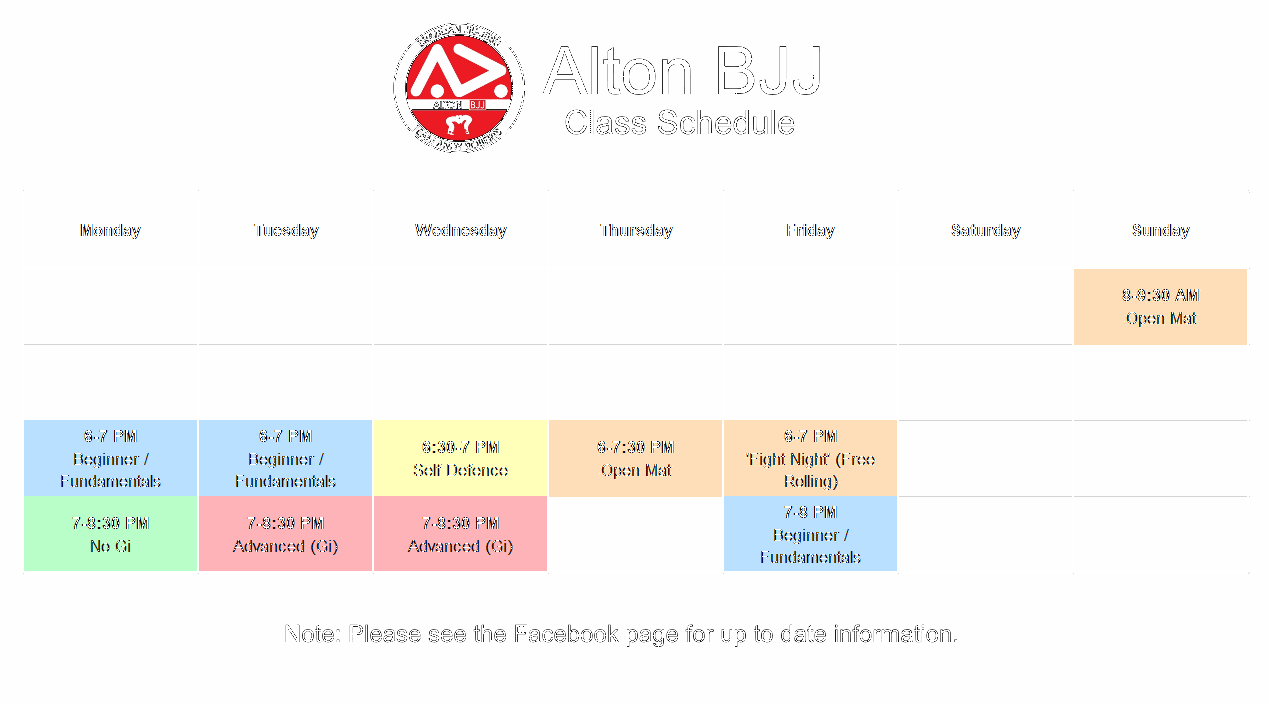 ALTON BJJ
Alton BJJ
Class Schedule
Monday Tuesday Wednesday Thursday Friday Saturday Sunday
AM
Open Mat
6-7 PM
Beginner /
Fundamentals
6-7 PM
Beginner /
Fundamentals
6:30-7 PM
Self Defence
6-7:30 PM
Open Mat
6-7 PM
'Fight Night' (Free
Rolling)
7-8:30 PM
No Gi
7-8:30 PM
Advanced (Gi)
7-8:30 PM
Advanced (Gi)
7-8 PM
Beginner /
Fundamentals
Note: Please see the Facebook page for up to date information.